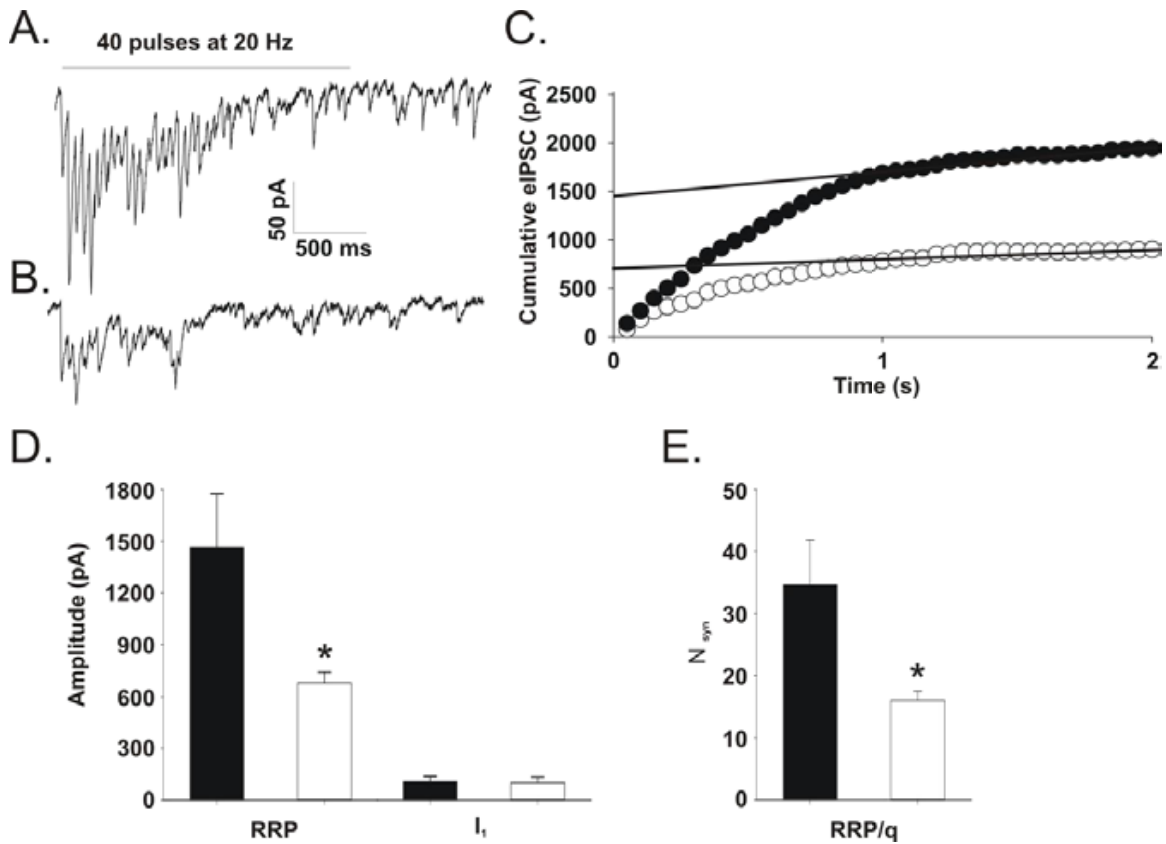 A.
40 pulses at 20 Hz
50 pA
500 ms
B.
C.
Cumulative eIPSC (pA)
2500
2000
1500
1000
500
0
0 1 2
Time (s)
D.
Amplitude (pA)
1800
1500
1200
900
600
300
0
*
RRP I₁
E.
N syn
50
40
30
20
10
0
*
RRP/q